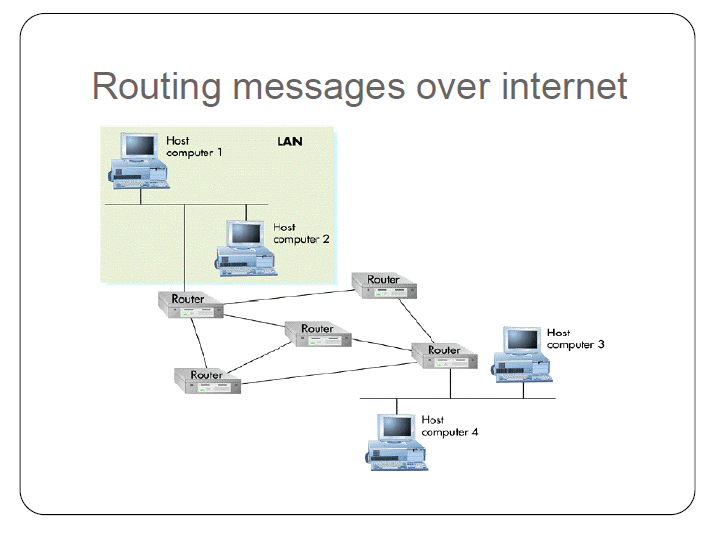 Routing messages over internet
Host
computer 1
LAN
Host
computer 2
Router
Router
Router
Router
Router
Host
computer 3
Host
computer 4